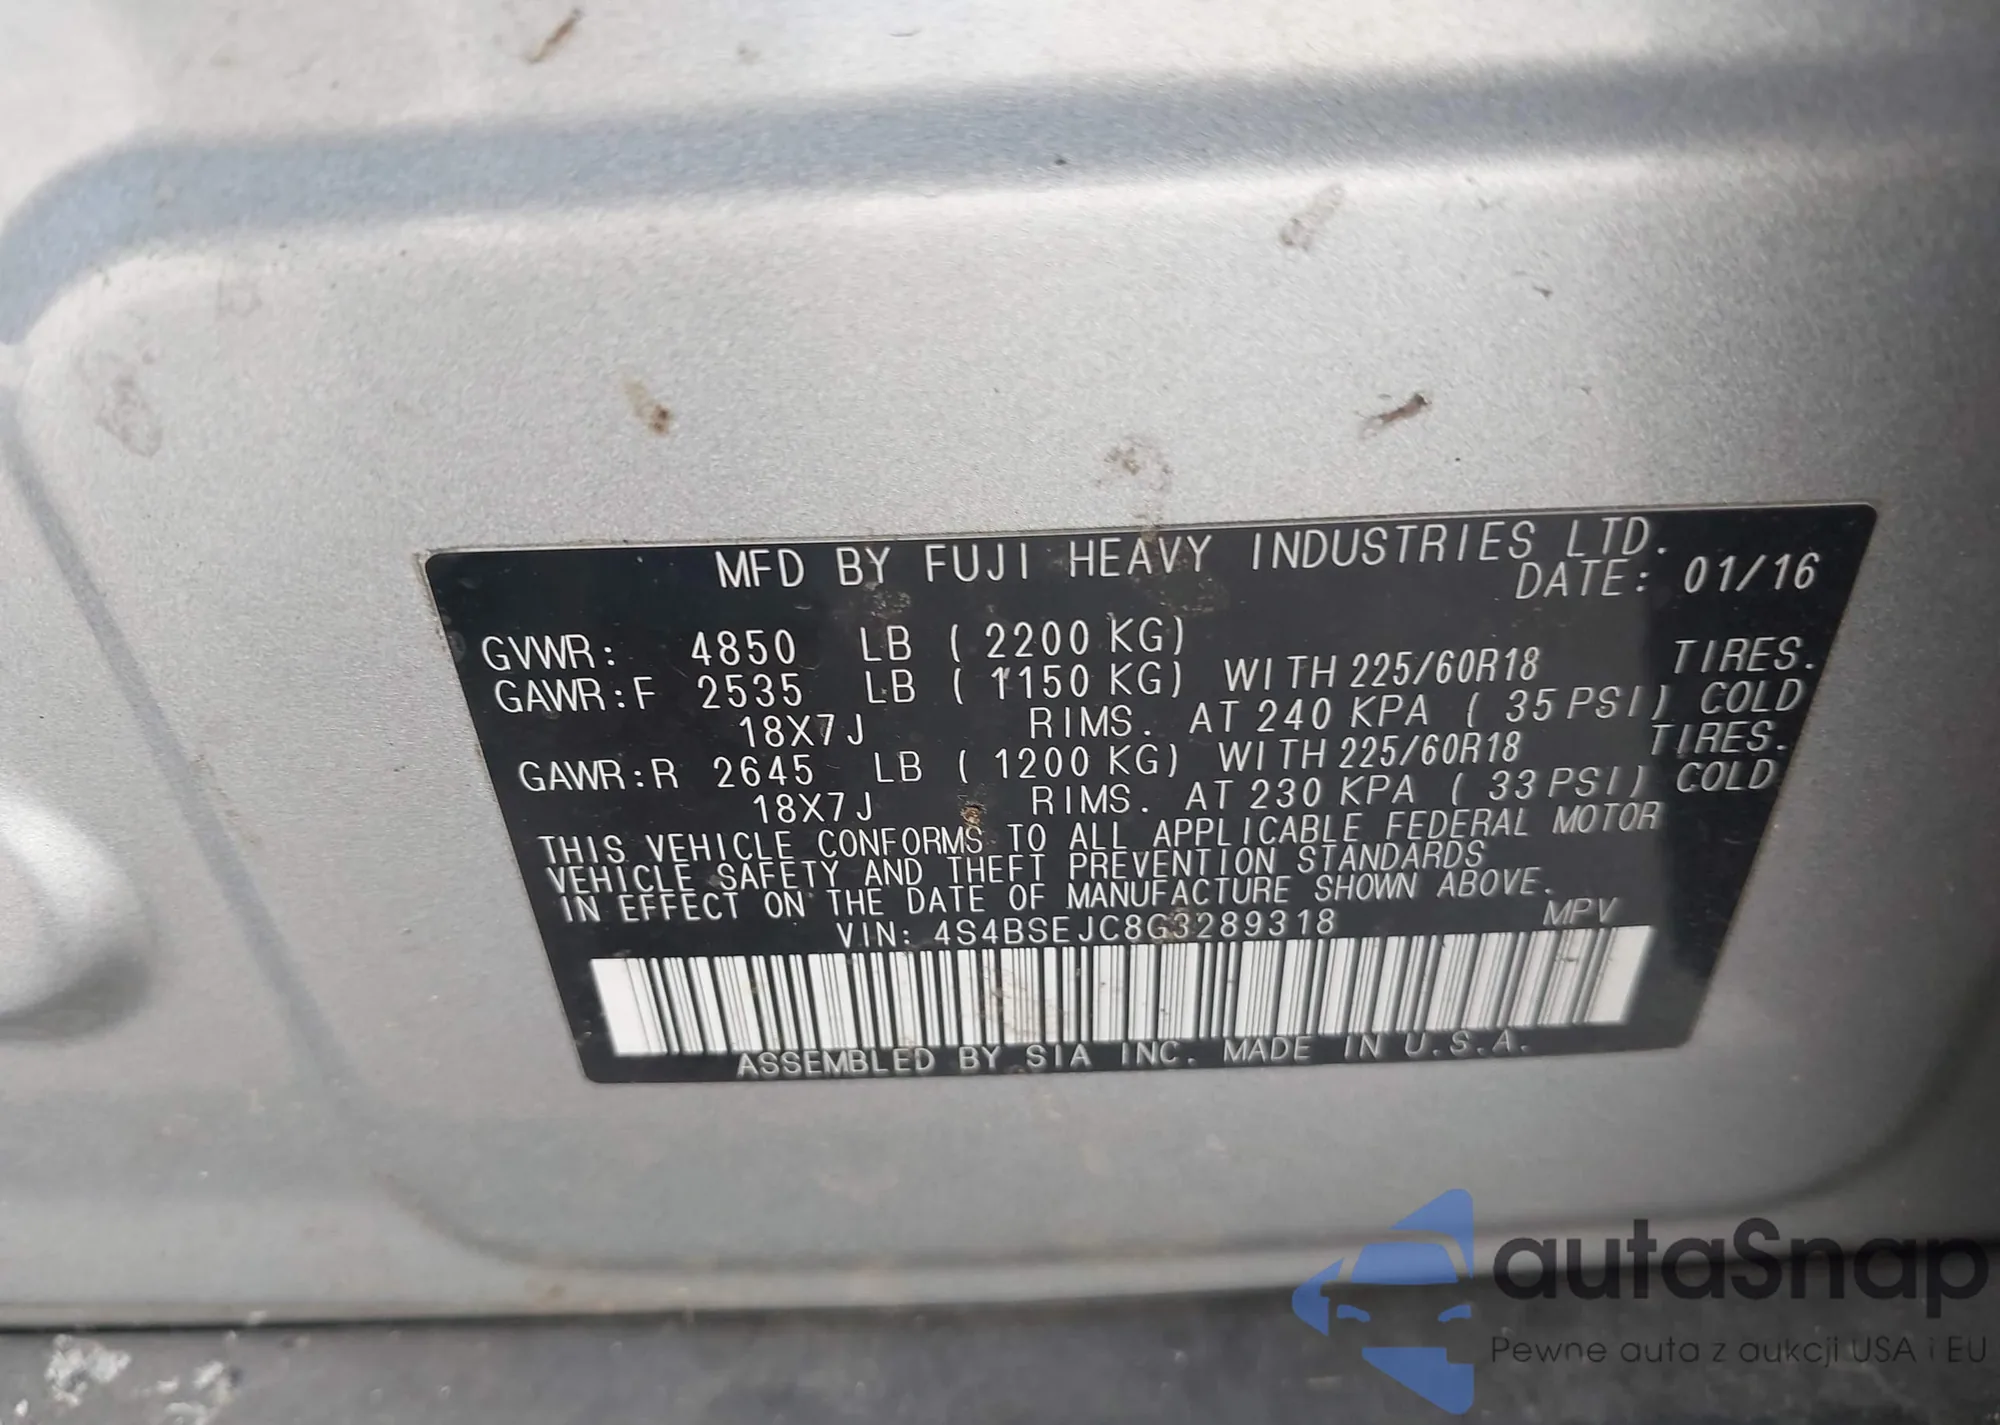 MFD BY FUJI HEAVY INDUSTRIES LTD.
DATE: 01/16
GVWR: 4850 LB ( 2200 KG)
GAWR:F 2535 LB ( 1150 KG) WITH 225/60R18 TIRES.
18X7J RIMS. AT 240 KPA ( 35 PSI) COLD
GAWR:R 2645 LB ( 1200 KG) WITH 225/60R18 TIRES.
18X7J RIMS. AT 230 KPA ( 33 PSI) COLD
THIS VEHICLE CONFORMS TO ALL APPLICABLE FEDERAL MOTOR
VEHICLE SAFETY AND THEFT PREVENTION STANDARDS
IN EFFECT ON THE DATE OF MANUFACTURE SHOWN ABOVE.
VIN: 4S4BSEJC8G3289318 MPV
ASSEMBLED BY SIA INC. MADE IN U.S.A.
autaSnap
Pewne auta z aukcji USA i EU